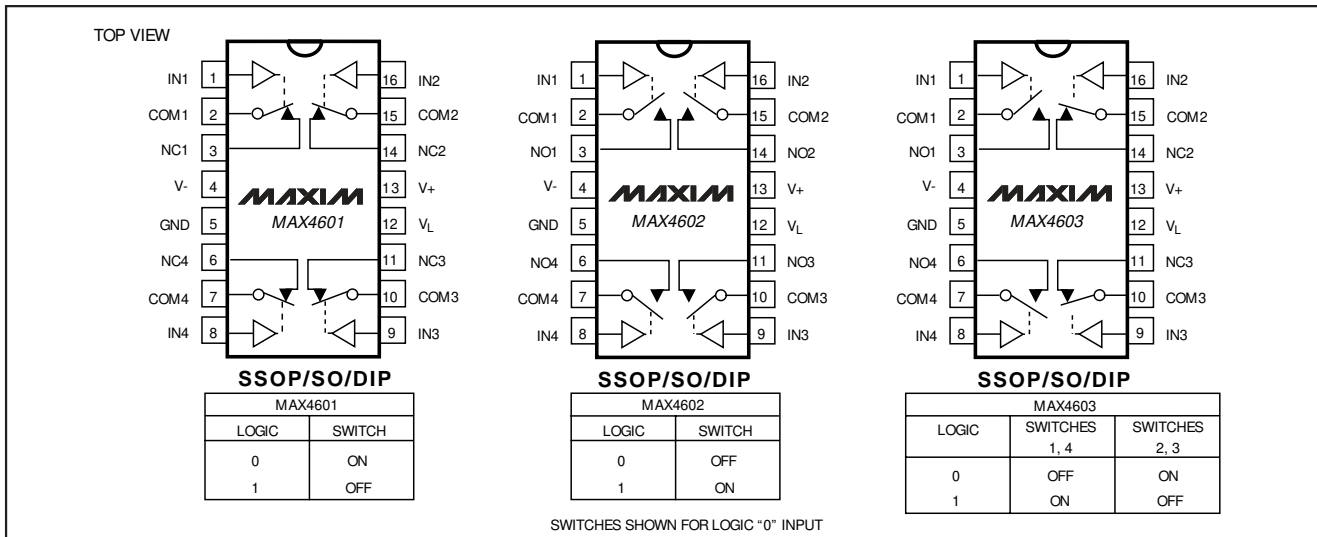 TOP VIEW
IN1 1 16 IN2
COM1 2 15 COM2
NC1 3 14 NC2
V- 4 13 V+
GND 5 12 VL
NC4 6 11 NC3
COM4 7 10 COM3
IN4 8 9 IN3
MAXIM
MAX4601
SSOP/SO/DIP
MAX4601
LOGIC SWITCH
0 ON
1 OFF
IN1 1 16 IN2
COM1 2 15 COM2
NO1 3 14 NO2
V- 4 13 V+
GND 5 12 VL
NO4 6 11 NO3
COM4 7 10 COM3
IN4 8 9 IN3
MAXIM
MAX4602
SSOP/SO/DIP
MAX4602
LOGIC SWITCH
0 OFF
1 ON
IN1 1 16 IN2
COM1 2 15 COM2
NO1 3 14 NC2
V- 4 13 V+
GND 5 12 VL
NO4 6 11 NC3
COM4 7 10 COM3
IN4 8 9 IN3
MAXIM
MAX4603
SSOP/SO/DIP
MAX4603
LOGIC SWITCHES 1, 4 SWITCHES 2, 3
0 OFF ON
1 ON OFF
SWITCHES SHOWN FOR LOGIC “0” INPUT